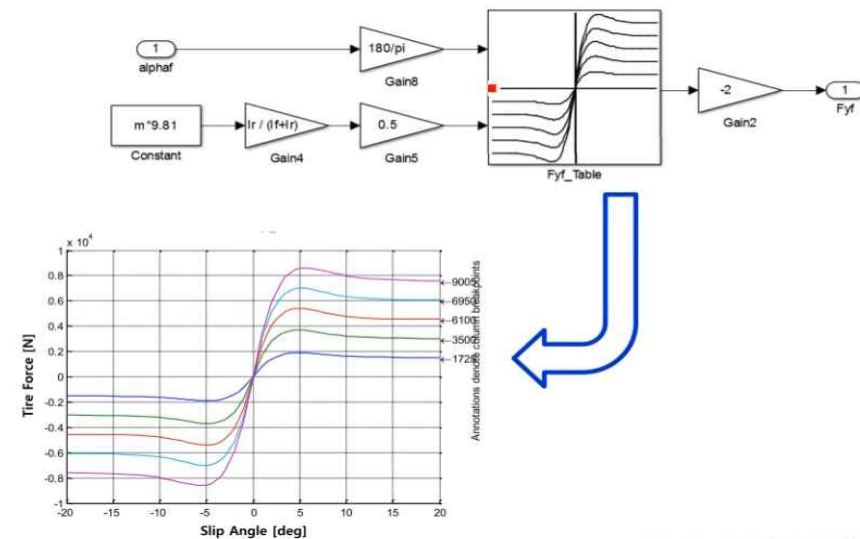 1
alphaf
180/pi
Gain8
m*9.81
Constant
lr / (lf+lr)
Gain4
0.5
Gain5
Fyf_Table
-2
Gain2
1
Fyf
x 10^4
1
0.8
0.6
0.4
0.2
0
-0.2
-0.4
-0.6
-0.8
-1
-20
-15
-10
-5
0
5
10
15
20
Tire Force [N]
Slip Angle [deg]
9005
6950
6100
3500
Annotations denote column breakpoints